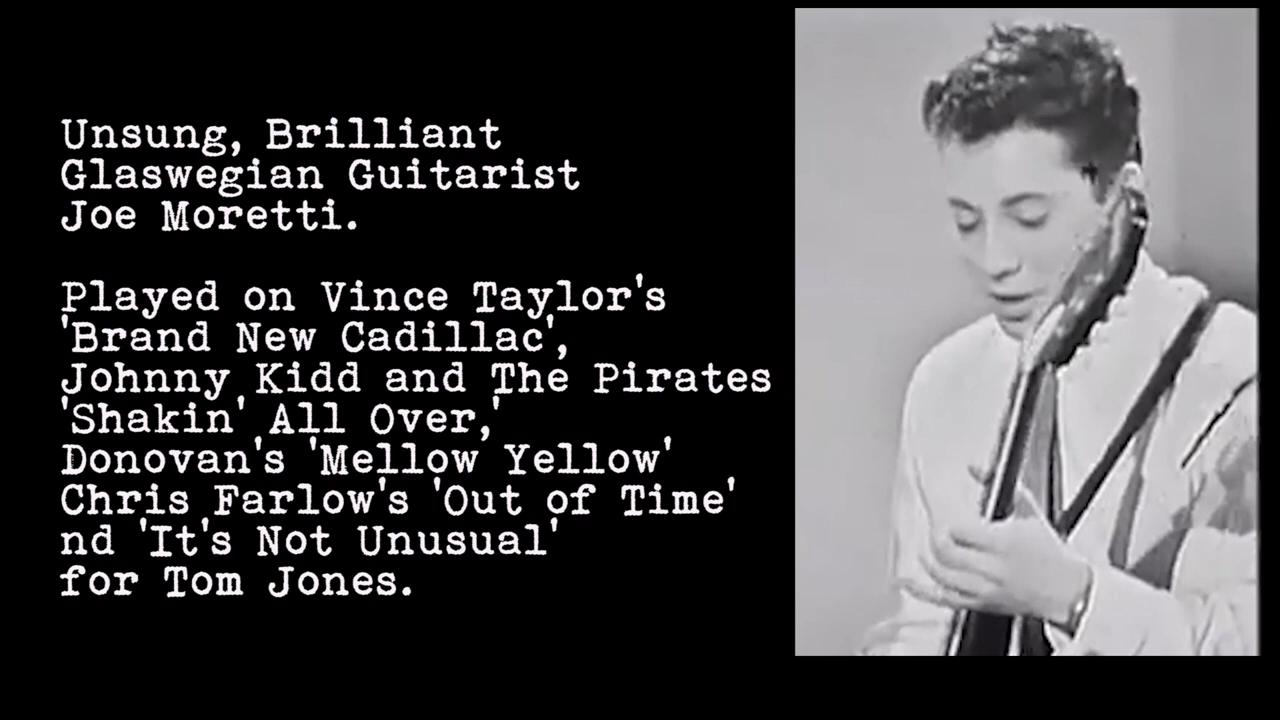 Unsung, Brilliant
Glaswegian Guitarist
Joe Moretti.
Played on Vince Taylor's
'Brand New Cadillac',
Johnny Kidd and The Pirates
'Shakin' All Over,'
Donovan's 'Mellow Yellow'
Chris Farlow's 'Out of Time'
nd 'It's Not Unusual'
for Tom Jones.